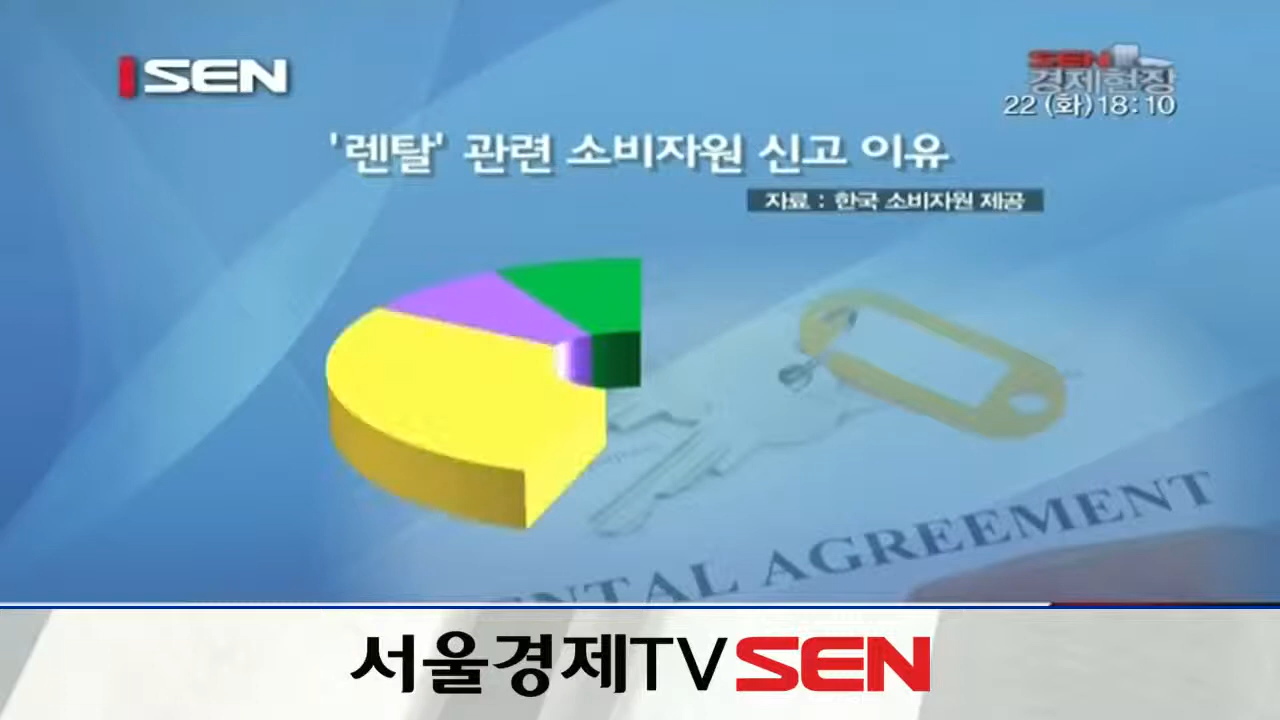 SEN
SEN
경제현장
22 (화) 18:10
'렌탈' 관련 소비자원 신고 이유
자료 : 한국 소비자원 제공
ENTAL AGREEMENT
서울경제TV SEN